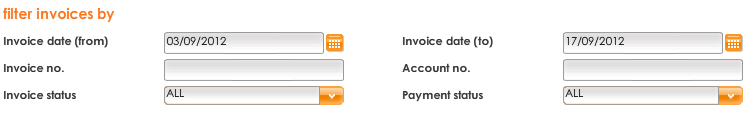 filter invoices by
Invoice date (from) 03/09/2012 Invoice date (to) 17/09/2012
Invoice no. Account no.
Invoice status ALL Payment status ALL